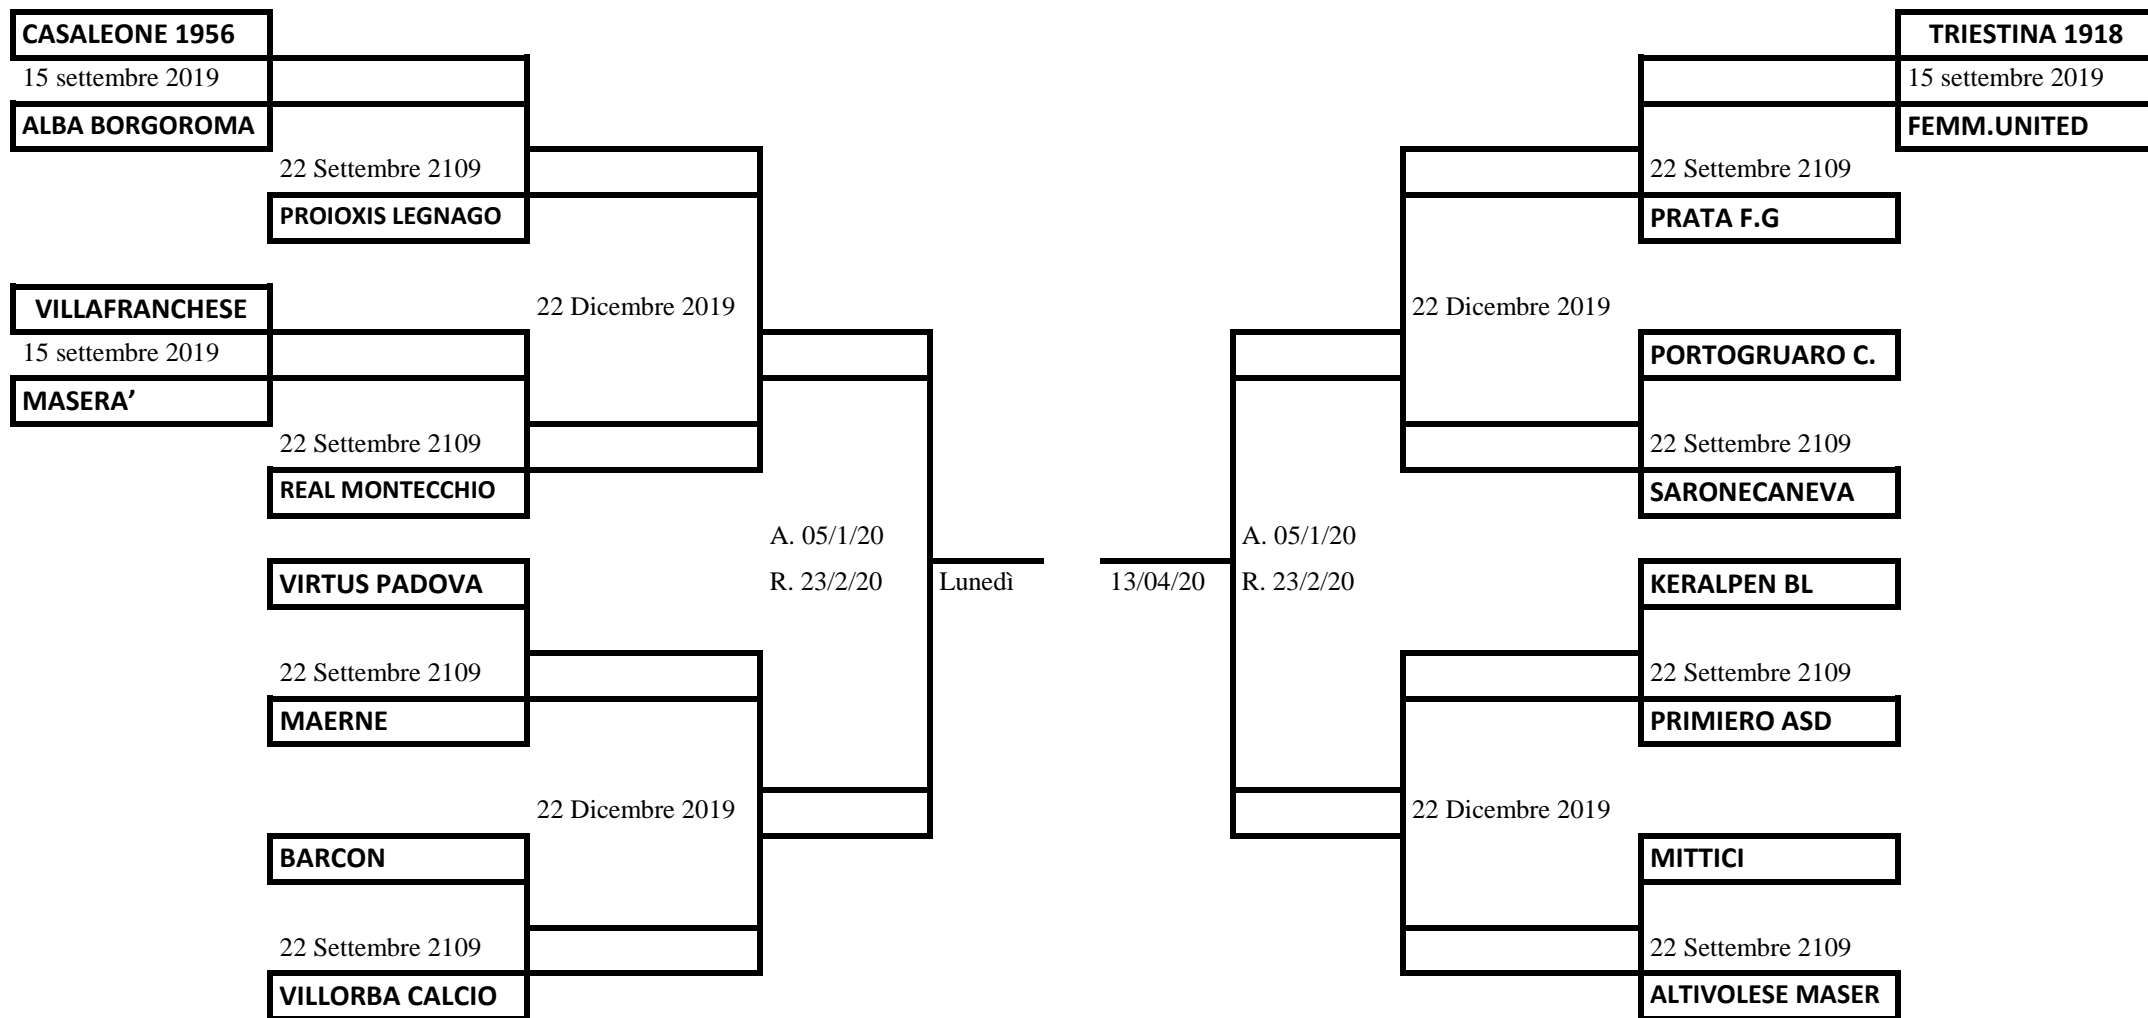 CASALEONE 1956
TRIESTINA 1918
15 settembre 2019
15 settembre 2019
ALBA BORGOROMA
FEMM.UNITED
22 Settembre 2109
22 Settembre 2109
PROIOXIS LEGNAGO
PRATA F.G
VILLAFRANCHESE
22 Dicembre 2019
22 Dicembre 2019
15 settembre 2019
PORTOGRUARO C.
MASERA’
22 Settembre 2109
22 Settembre 2109
REAL MONTECCHIO
SARONECANEVA
A. 05/1/20
A. 05/1/20
VIRTUS PADOVA
R. 23/2/20
Lunedì
13/04/20
R. 23/2/20
KERALPEN BL
22 Settembre 2109
22 Settembre 2109
MAERNE
PRIMIERO ASD
22 Dicembre 2019
22 Dicembre 2019
BARCON
MITTICI
22 Settembre 2109
22 Settembre 2109
VILLORBA CALCIO
ALTIVOLESE MASER